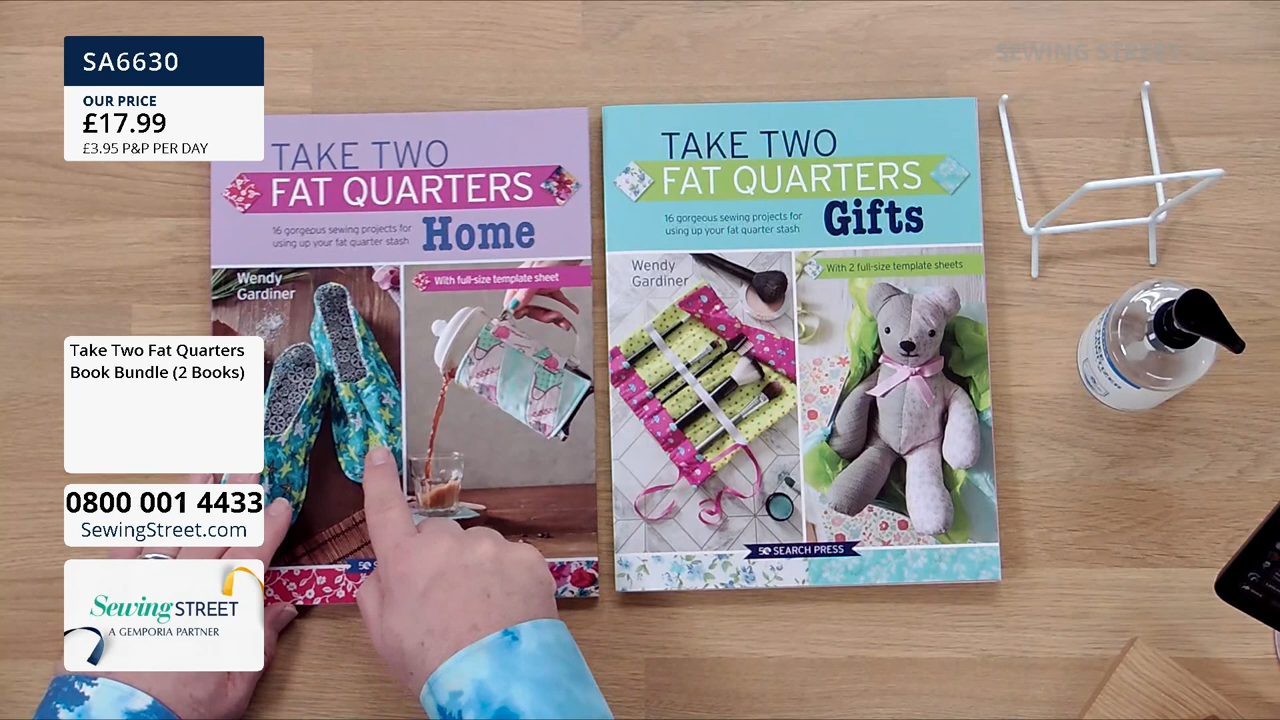 SA6630
OUR PRICE
£17.99
£3.95 P&P PER DAY
SEWING STREET
TAKE TWO
FAT QUARTERS
16 gorgeous sewing projects for
using up your fat quarter stash
Home
Wendy
Gardiner
With full-size template sheet
TAKE TWO
FAT QUARTERS
16 gorgeous sewing projects for
using up your fat quarter stash
Gifts
Wendy
Gardiner
With 2 full-size template sheets
SEARCH PRESS
Take Two Fat Quarters
Book Bundle (2 Books)
0800 001 4433
SewingStreet.com
Sewing STREET
A GEMPORIA PARTNER